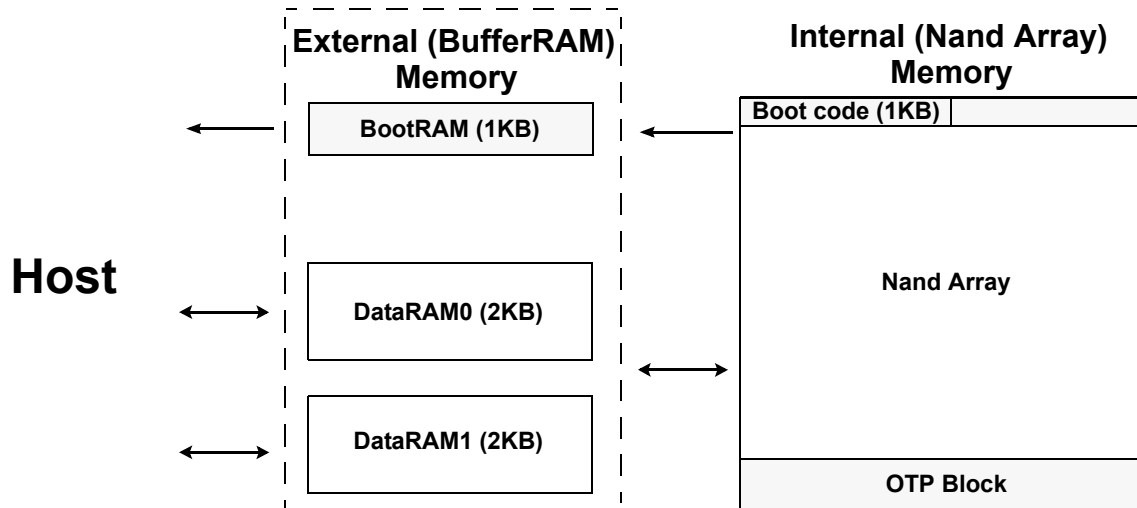 External (BufferRAM)
Memory
Internal (Nand Array)
Memory
BootRAM (1KB)
Boot code (1KB)
Host
DataRAM0 (2KB)
Nand Array
DataRAM1 (2KB)
OTP Block